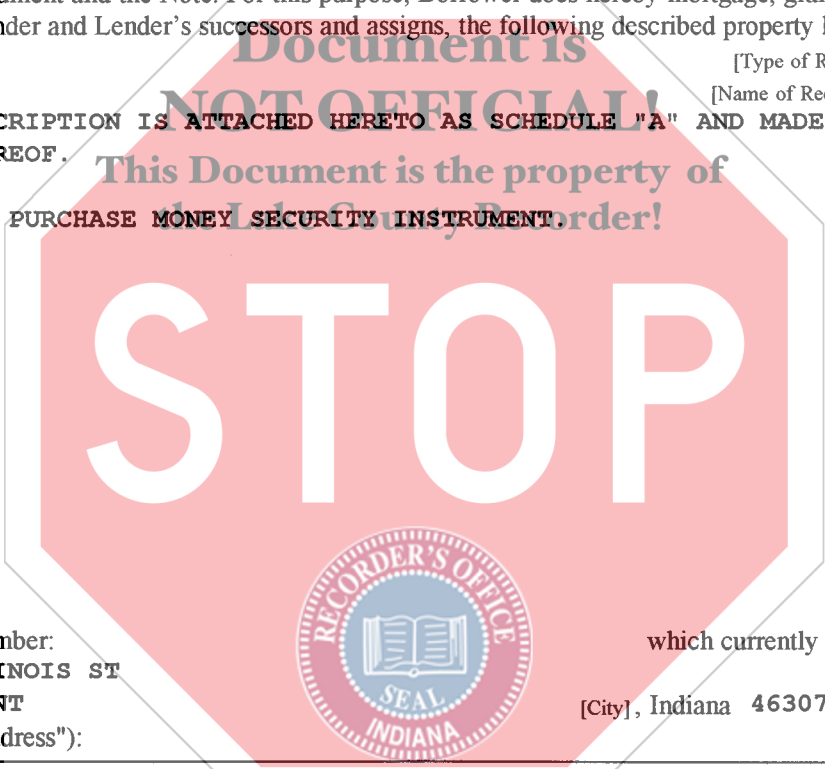 ument and the Note. For this purpose, Borrower does hereby mortgage, gran
nder and Lender's successors and assigns, the following described property l
Document is
[Type of R
NOT OFFICIAL!
[Name of Rec
CRIPTION IS ATTACHED HERETO AS SCHEDULE "A" AND MADE
REOF.
This Document is the property of
PURCHASE MONEY SECURITY INSTRUMENT.
the Lake County Recorder!
STOP
RECORDER'S OFFICE
SEAL
INDIANA
mber: which currently
INOIS ST
NT [City], Indiana 46307
dress"):